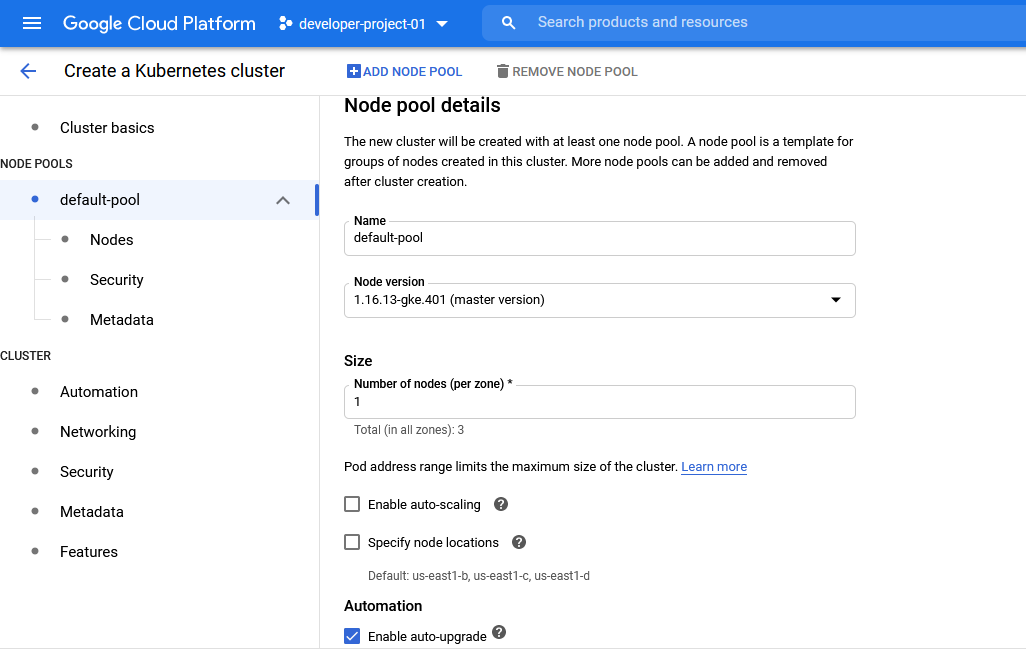 Google Cloud Platform
developer-project-01
Search products and resources
Create a Kubernetes cluster
ADD NODE POOL
REMOVE NODE POOL
Cluster basics
NODE POOLS
default-pool
Nodes
Security
Metadata
CLUSTER
Automation
Networking
Security
Metadata
Features
Node pool details
The new cluster will be created with at least one node pool. A node pool is a template for
groups of nodes created in this cluster. More node pools can be added and removed
after cluster creation.
Name
default-pool
Node version
1.16.13-gke.401 (master version)
Size
Number of nodes (per zone) *
1
Total (in all zones): 3
Pod address range limits the maximum size of the cluster. Learn more
Enable auto-scaling
Specify node locations
Default: us-east1-b, us-east1-c, us-east1-d
Automation
Enable auto-upgrade